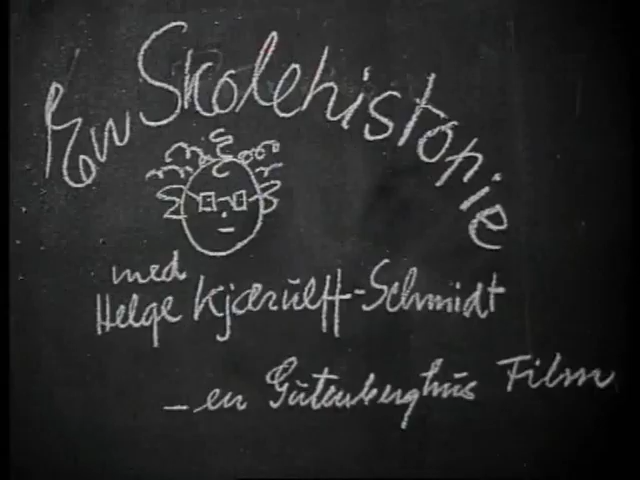 En Skolehistorie
med
Helge Kjærulff-Schmidt
- en Gutenberghus Film